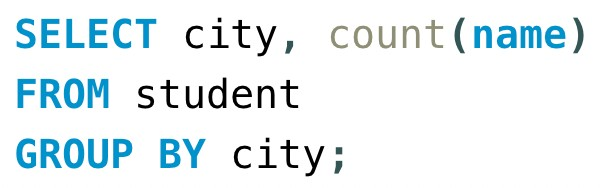 SELECT city, count(name)
FROM student
GROUP BY city;